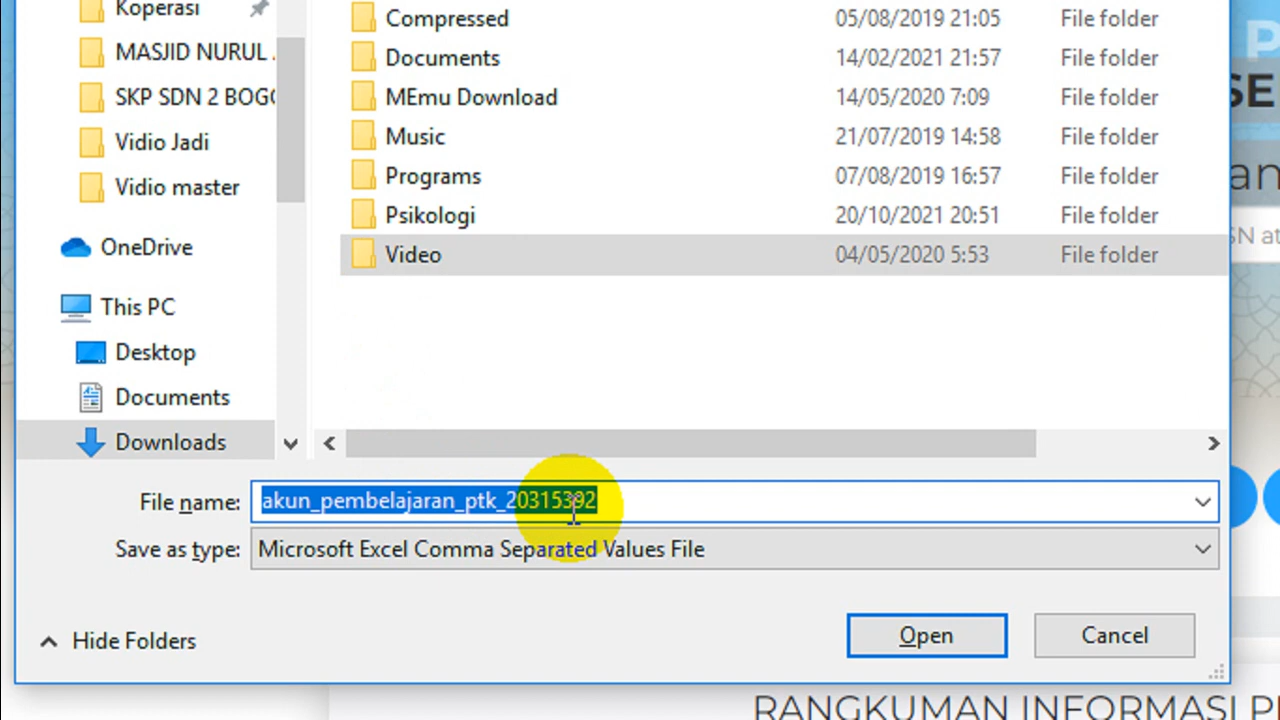 Koperasi
MASJID NURUL
SKP SDN 2 BOG
Vidio Jadi
Vidio master
OneDrive
This PC
Desktop
Documents
Downloads
Compressed 05/08/2019 21:05 File folder
Documents 14/02/2021 21:57 File folder
MEmu Download 14/05/2020 7:09 File folder
Music 21/07/2019 14:58 File folder
Programs 07/08/2019 16:57 File folder
Psikologi 20/10/2021 20:51 File folder
Video 04/05/2020 5:53 File folder
P
SE
an
SN at
File name: akun_pembelajaran_ptk_20315392
Save as type: Microsoft Excel Comma Separated Values File
Hide Folders
Open Cancel
RANGKUMAN INFORMASI P